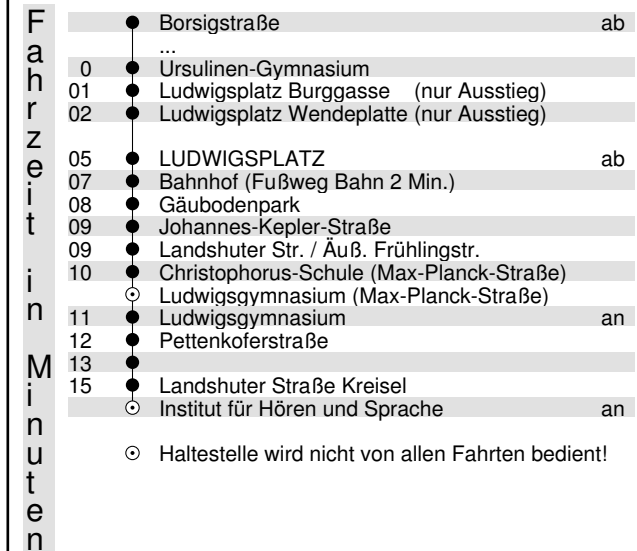 Fahrzeit in Minuten
Borsigstraße ab
...
0 Ursulinen-Gymnasium
01 Ludwigsplatz Burggasse (nur Ausstieg)
02 Ludwigsplatz Wendeplatte (nur Ausstieg)
05 LUDWIGSPLATZ ab
07 Bahnhof (Fußweg Bahn 2 Min.)
08 Gäubodenpark
09 Johannes-Kepler-Straße
09 Landshuter Str. / Äuß. Frühlingstr.
10 Christophorus-Schule (Max-Planck-Straße)
Ludwigsgymnasium (Max-Planck-Straße)
11 Ludwigsgymnasium an
12 Pettenkoferstraße
13
15 Landshuter Straße Kreisel
Institut für Hören und Sprache an
Haltestelle wird nicht von allen Fahrten bedient!